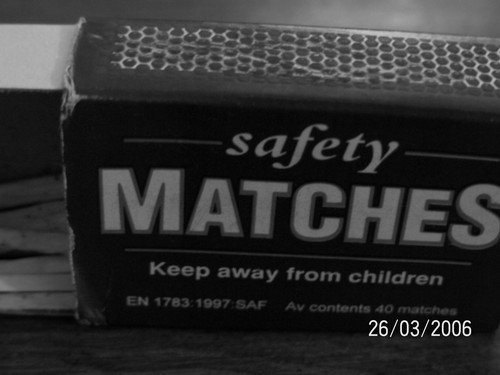 safety
MATCHES
Keep away from children
EN 1783:1997:SAF Av contents 40 matches
26/03/2006